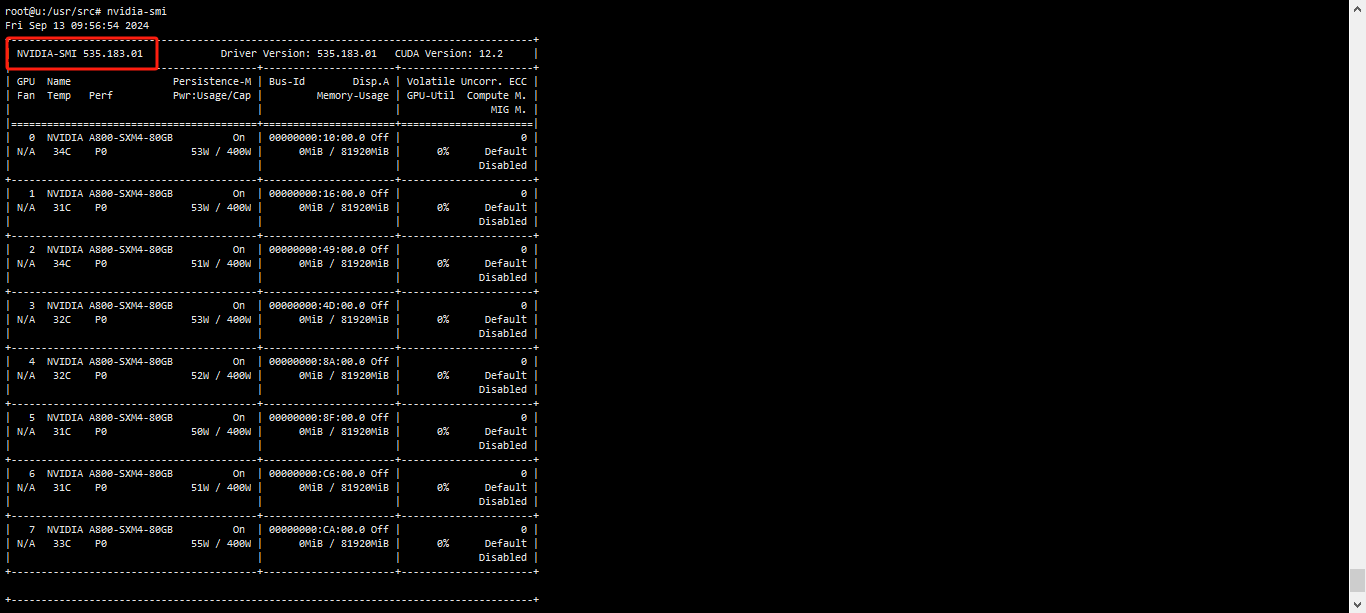 root@u:/usr/src# nvidia-smi
Fri Sep 13 09:56:54 2024
+-----------------------------------------------------------------------------+
| NVIDIA-SMI 535.183.01             Driver Version: 535.183.01   CUDA Version: 12.2     |
|-----------------------------------------+----------------------+----------------------+
| GPU  Name                 Persistence-M | Bus-Id        Disp.A | Volatile Uncorr. ECC |
| Fan  Temp   Perf          Pwr:Usage/Cap |         Memory-Usage | GPU-Util  Compute M. |
|                                         |                      |               MIG M. |
|=========================================+======================+======================|
|   0  NVIDIA A800-SXM4-80GB          On  | 00000000:10:00.0 Off |                    0 |
| N/A   34C    P0              53W / 400W |      0MiB / 81920MiB |      0%      Default |
|                                         |                      |             Disabled |
+-----------------------------------------+----------------------+----------------------+
|   1  NVIDIA A800-SXM4-80GB          On  | 00000000:16:00.0 Off |                    0 |
| N/A   31C    P0              53W / 400W |      0MiB / 81920MiB |      0%      Default |
|                                         |                      |             Disabled |
+-----------------------------------------+----------------------+----------------------+
|   2  NVIDIA A800-SXM4-80GB          On  | 00000000:49:00.0 Off |                    0 |
| N/A   34C    P0              51W / 400W |      0MiB / 81920MiB |      0%      Default |
|                                         |                      |             Disabled |
+-----------------------------------------+----------------------+----------------------+
|   3  NVIDIA A800-SXM4-80GB          On  | 00000000:4D:00.0 Off |                    0 |
| N/A   32C    P0              53W / 400W |      0MiB / 81920MiB |      0%      Default |
|                                         |                      |             Disabled |
+-----------------------------------------+----------------------+----------------------+
|   4  NVIDIA A800-SXM4-80GB          On  | 00000000:8A:00.0 Off |                    0 |
| N/A   32C    P0              52W / 400W |      0MiB / 81920MiB |      0%      Default |
|                                         |                      |             Disabled |
+-----------------------------------------+----------------------+----------------------+
|   5  NVIDIA A800-SXM4-80GB          On  | 00000000:8F:00.0 Off |                    0 |
| N/A   31C    P0              50W / 400W |      0MiB / 81920MiB |      0%      Default |
|                                         |                      |             Disabled |
+-----------------------------------------+----------------------+----------------------+
|   6  NVIDIA A800-SXM4-80GB          On  | 00000000:C6:00.0 Off |                    0 |
| N/A   31C    P0              51W / 400W |      0MiB / 81920MiB |      0%      Default |
|                                         |                      |             Disabled |
+-----------------------------------------+----------------------+----------------------+
|   7  NVIDIA A800-SXM4-80GB          On  | 00000000:CA:00.0 Off |                    0 |
| N/A   33C    P0              55W / 400W |      0MiB / 81920MiB |      0%      Default |
|                                         |                      |             Disabled |
+-----------------------------------------+----------------------+----------------------+
+---------------------------------------------------------------------------------------+